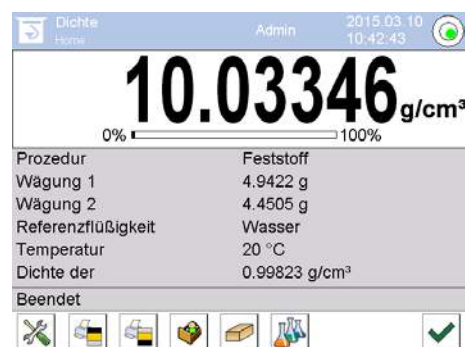 Dichte
Home
Admin
2015.03.10
10:42:43
10.03346 g/cm³
0% 100%
Prozedur Feststoff
Wägung 1 4.9422 g
Wägung 2 4.4505 g
Referenzflüßigkeit Wasser
Temperatur 20 °C
Dichte der 0.99823 g/cm³
Beendet